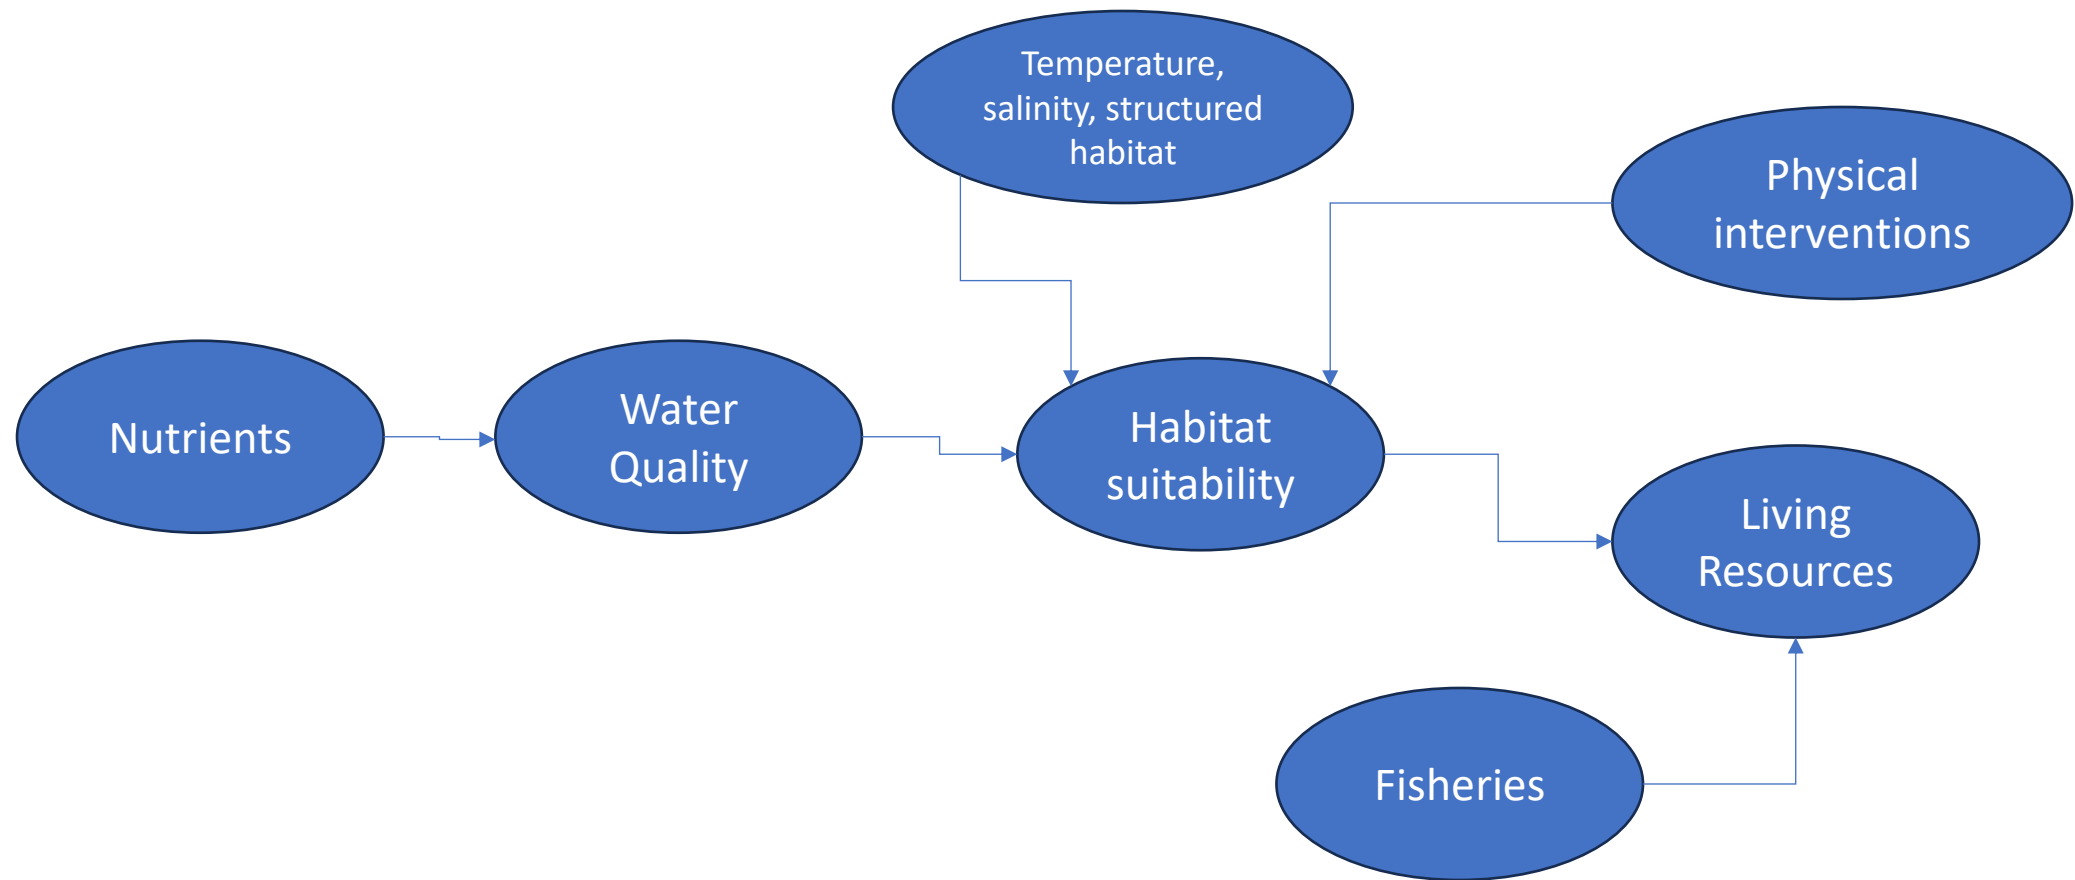 Temperature,
salinity, structured
habitat
Physical
interventions
Nutrients
Water
Quality
Habitat
suitability
Living
Resources
Fisheries